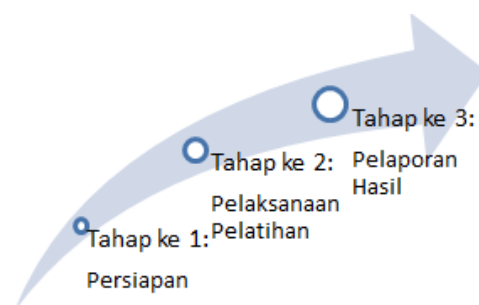 Tahap ke 1:
Persiapan
Tahap ke 2:
Pelaksanaan
Pelatihan
Tahap ke 3:
Pelaporan
Hasil